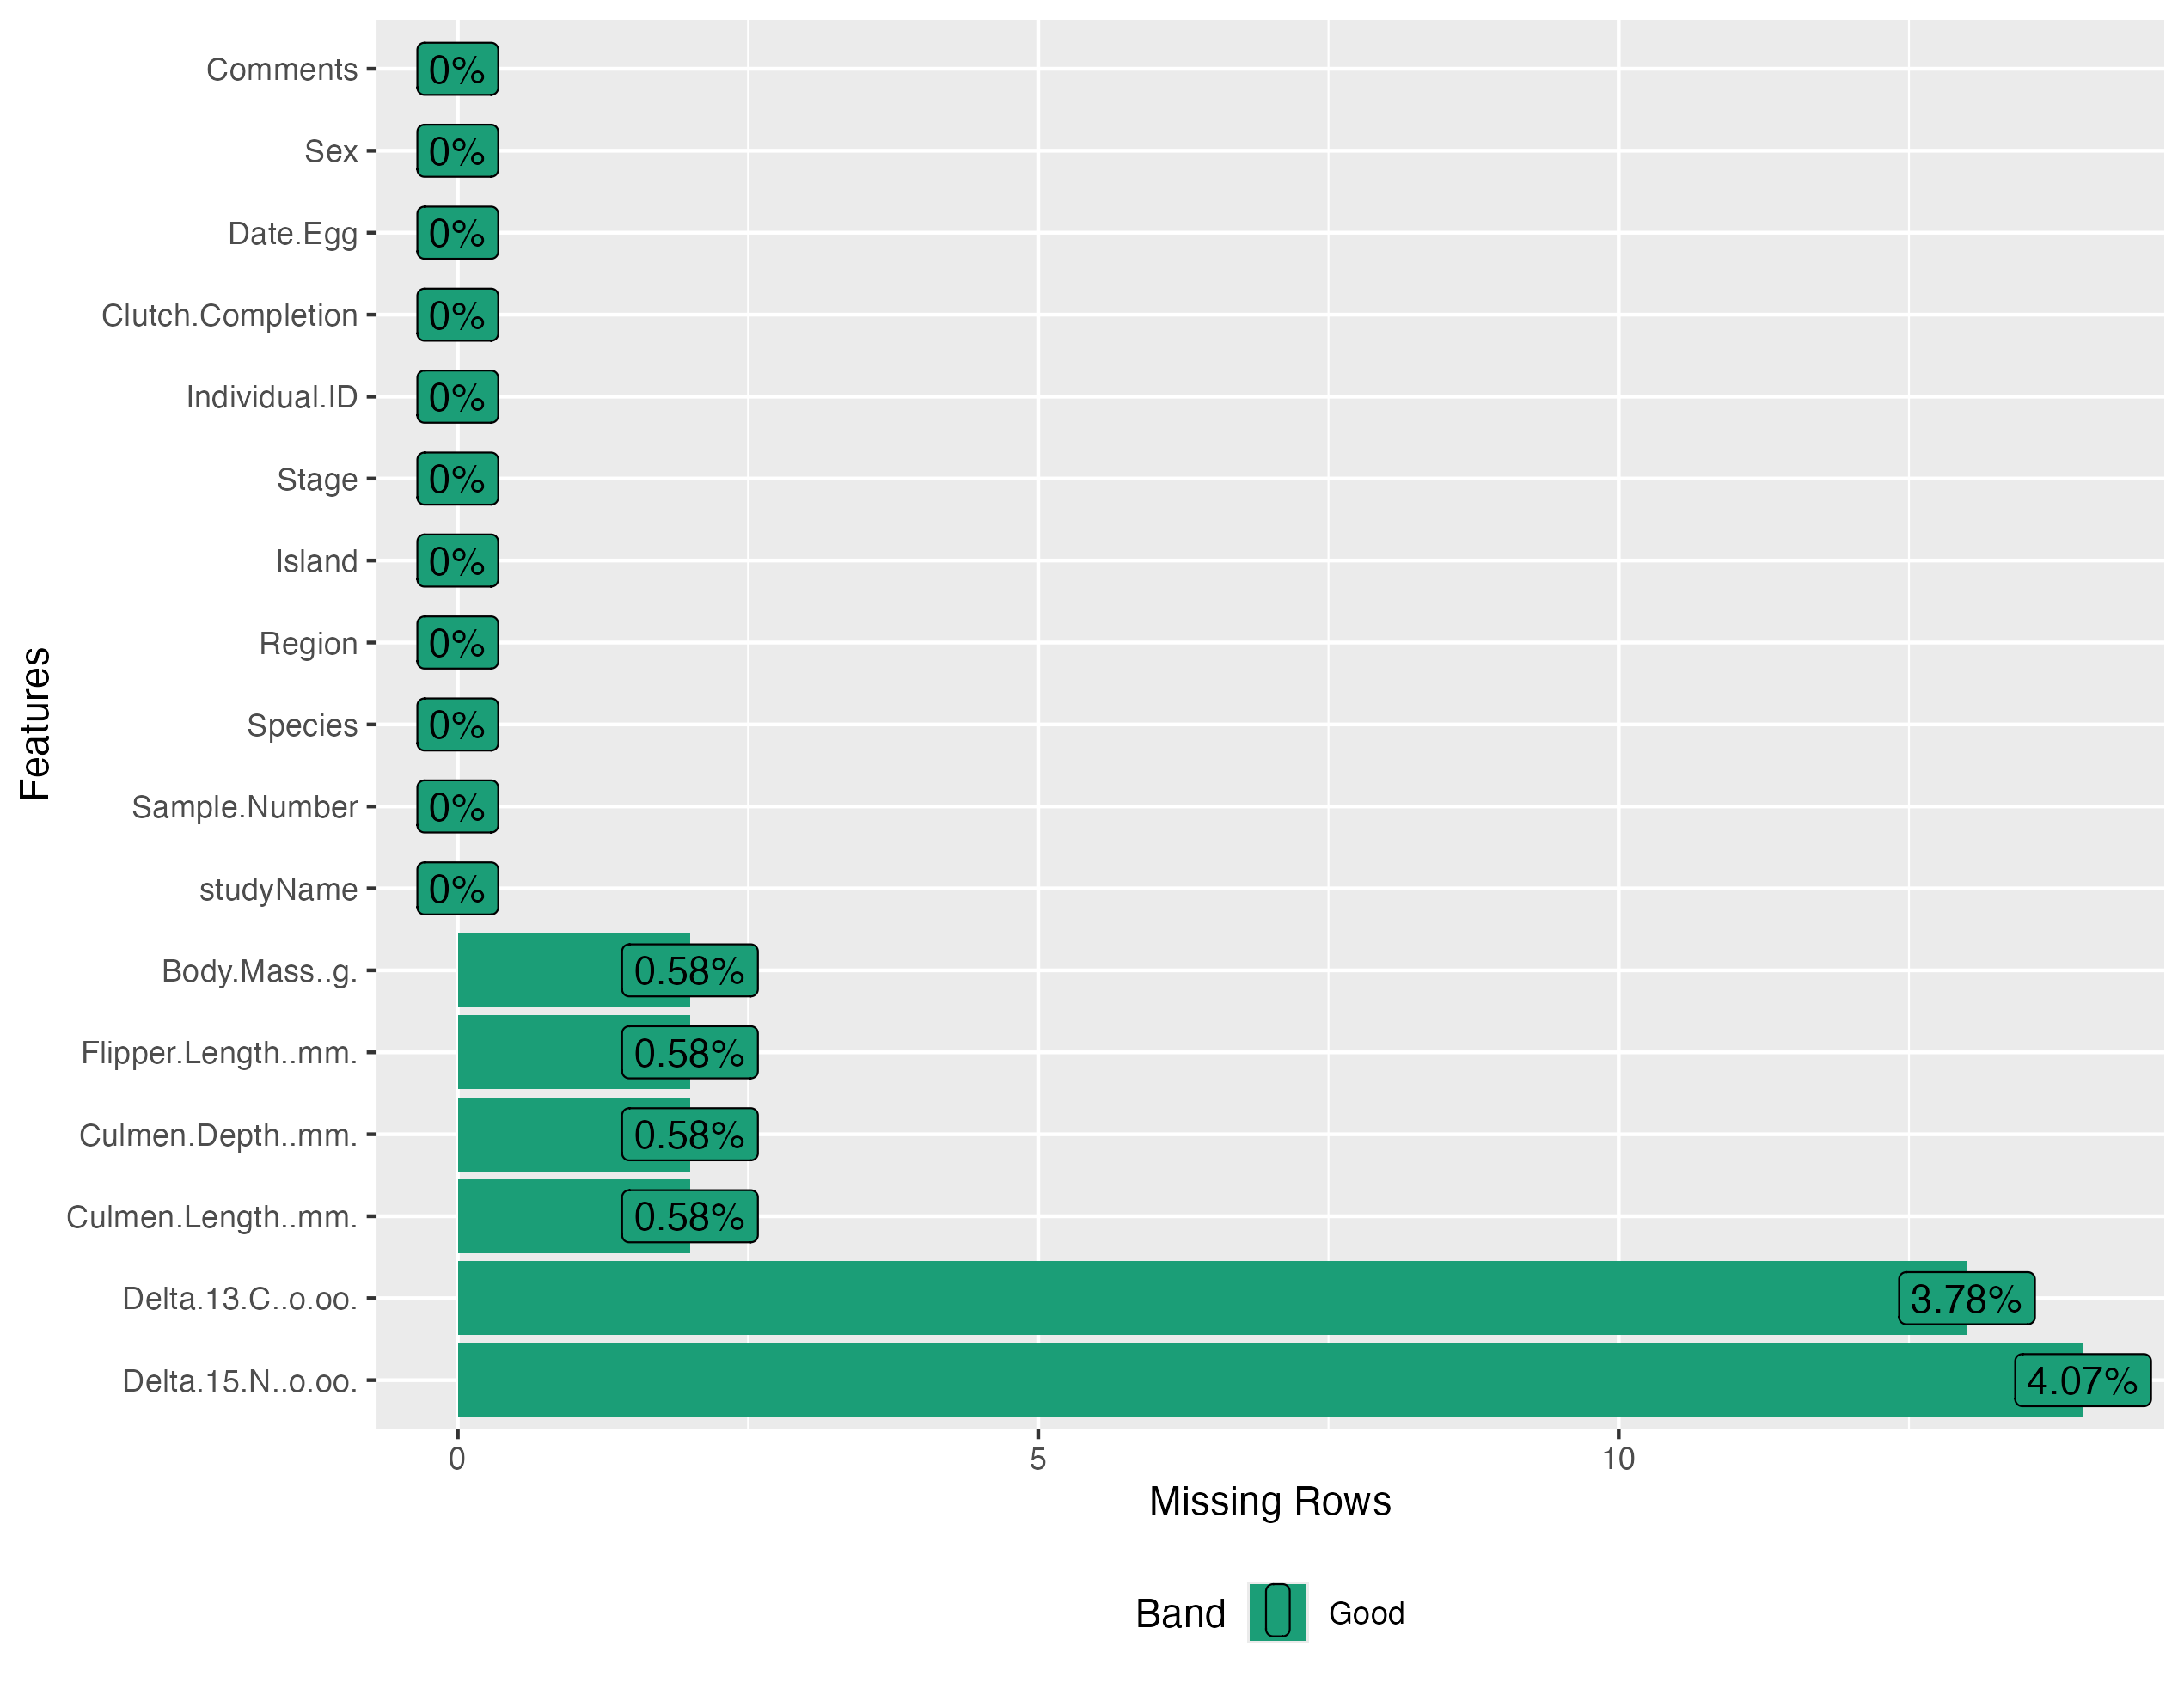 Features
Comments 0%
Sex 0%
Date.Egg 0%
Clutch.Completion 0%
Individual.ID 0%
Stage 0%
Island 0%
Region 0%
Species 0%
Sample.Number 0%
studyName 0%
Body.Mass..g. 0.58%
Flipper.Length..mm. 0.58%
Culmen.Depth..mm. 0.58%
Culmen.Length..mm. 0.58%
Delta.13.C..o.oo. 3.78%
Delta.15.N..o.oo. 4.07%
0 5 10
Missing Rows
Band Good